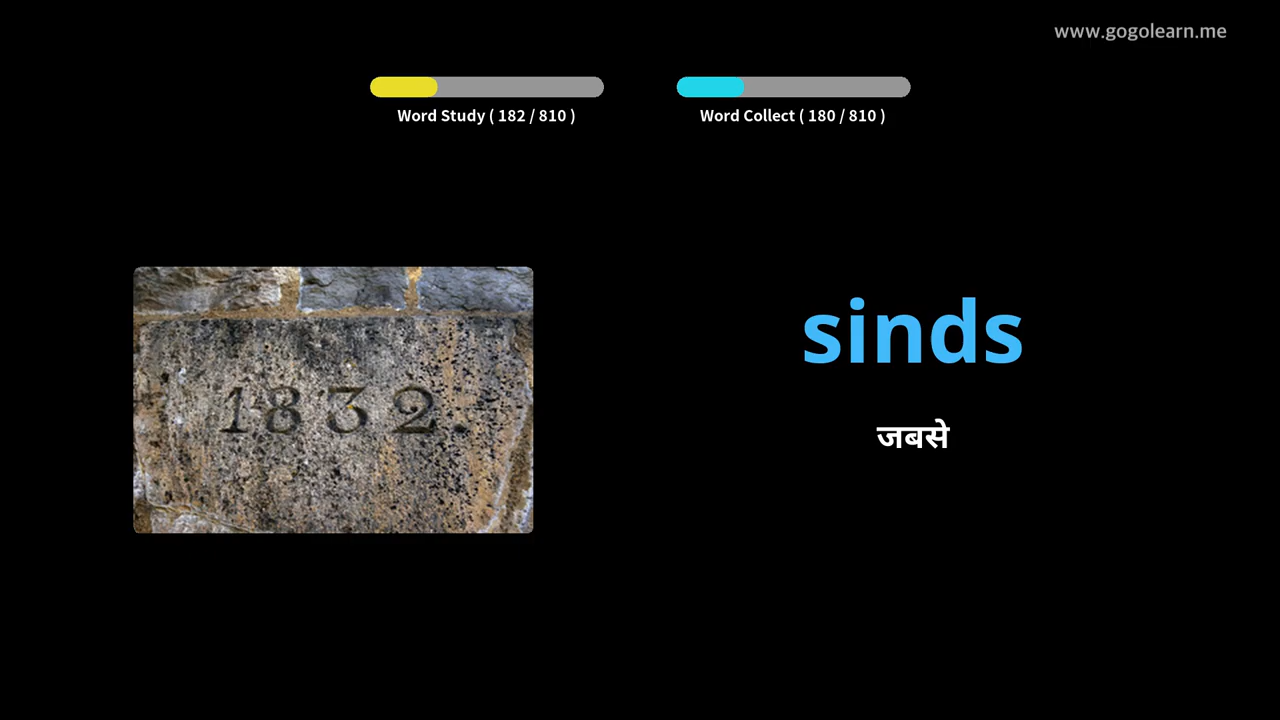 www.gogolearn.me
Word Study ( 182 / 810 )
Word Collect ( 180 / 810 )
1832.
sinds
जबसे